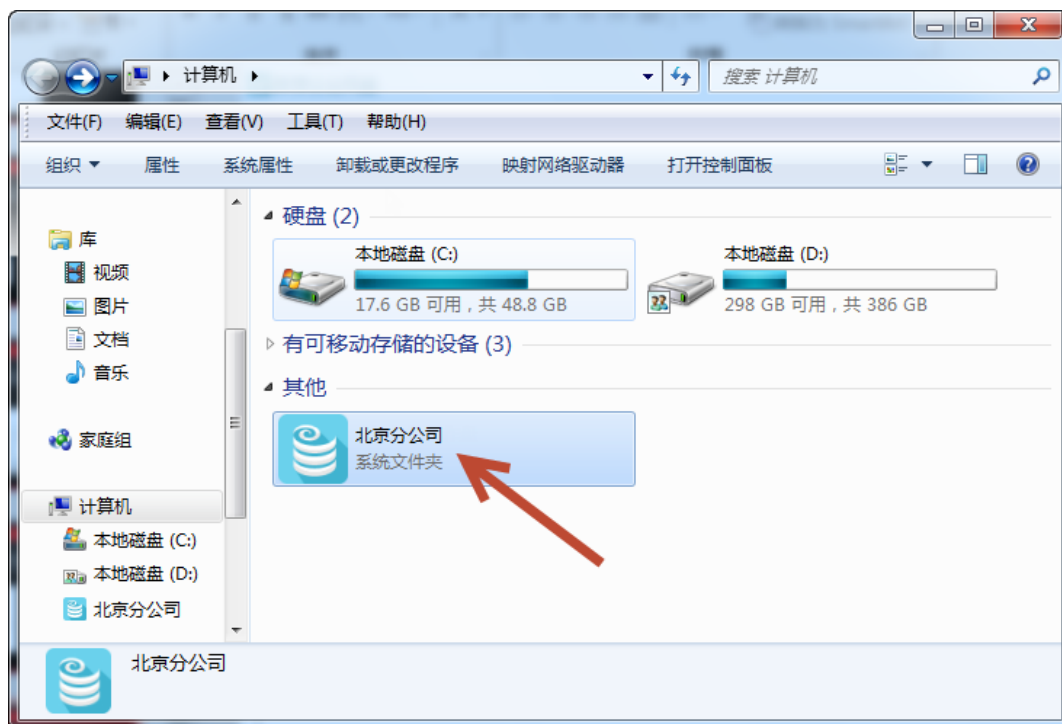 计算机
搜索 计算机
文件(F) 编辑(E) 查看(V) 工具(T) 帮助(H)
组织 属性 系统属性 卸载或更改程序 映射网络驱动器 打开控制面板
库
视频
图片
文档
音乐
家庭组
计算机
本地磁盘 (C:)
本地磁盘 (D:)
北京分公司
硬盘 (2)
本地磁盘 (C:)
17.6 GB 可用，共 48.8 GB
本地磁盘 (D:)
298 GB 可用，共 386 GB
有可移动存储的设备 (3)
其他
北京分公司
系统文件夹
北京分公司